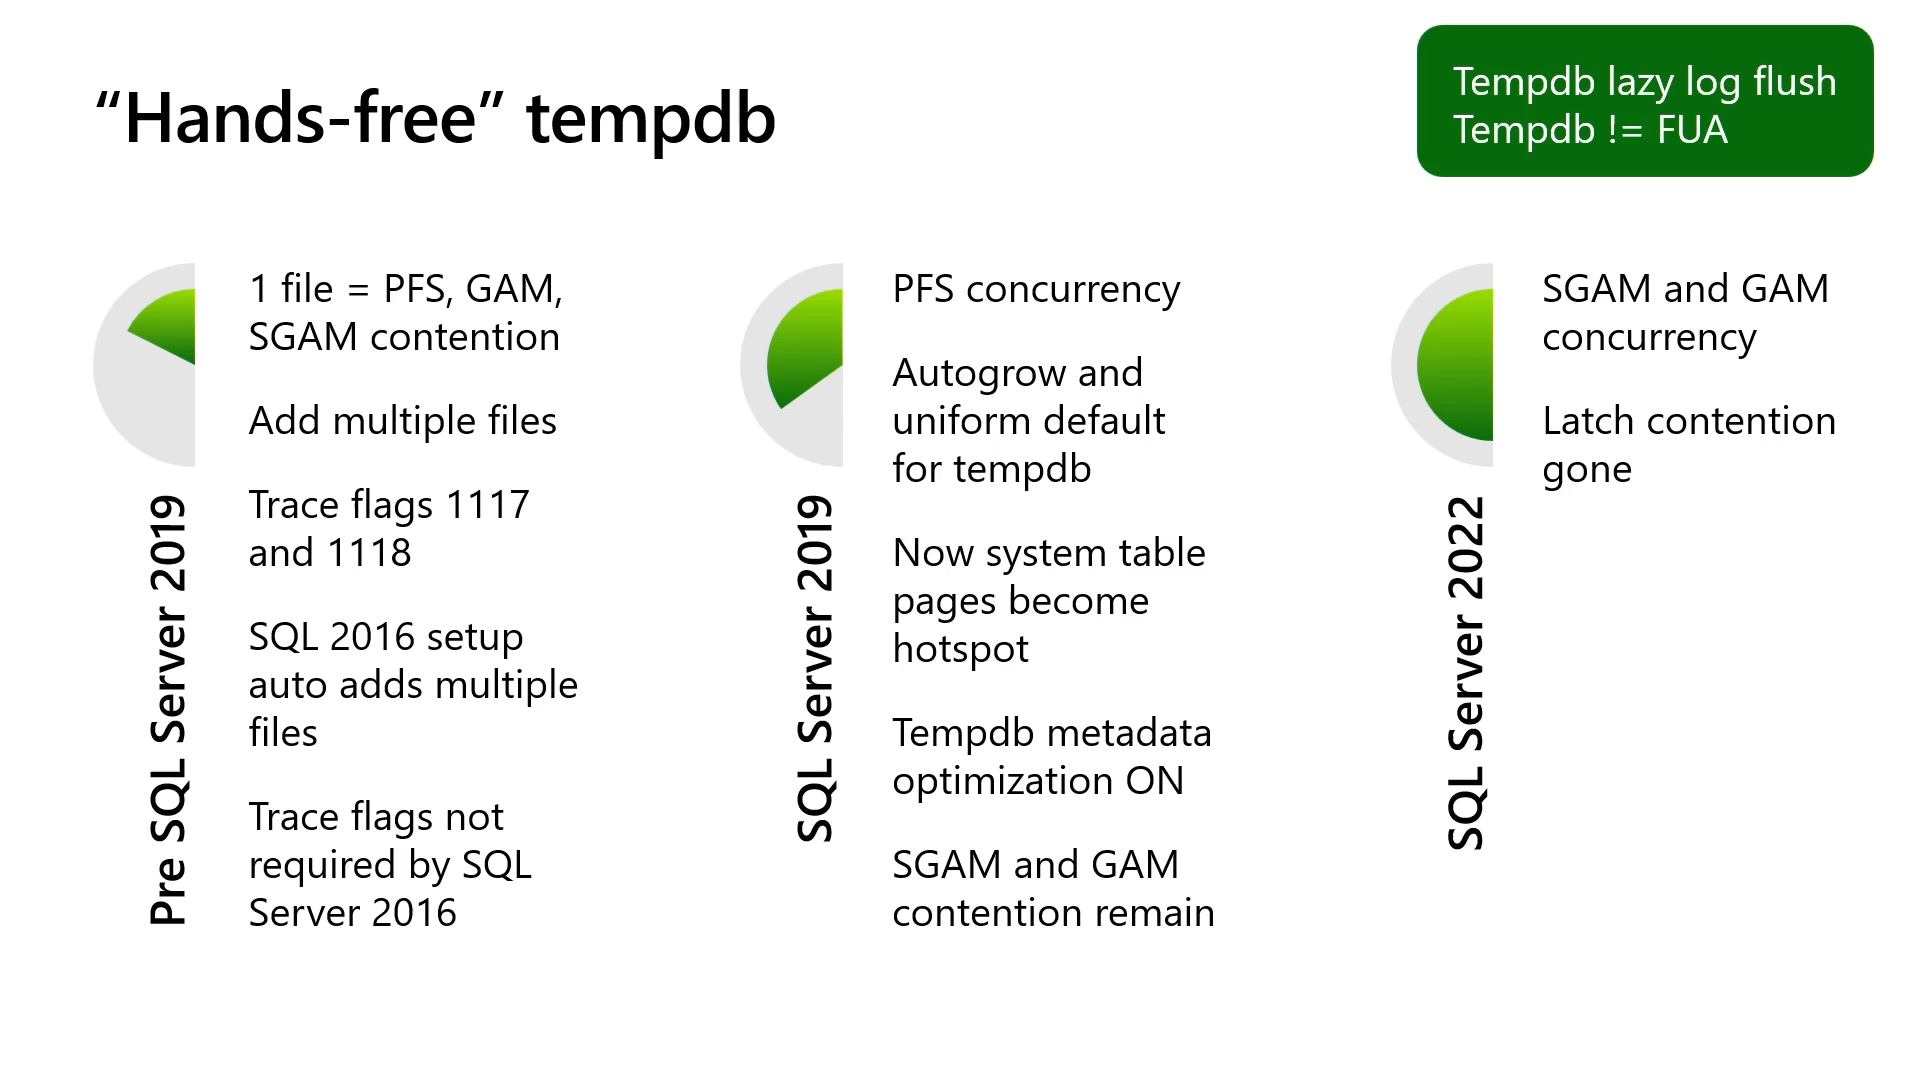 “Hands-free” tempdb
Tempdb lazy log flush
Tempdb != FUA
Pre SQL Server 2019
1 file = PFS, GAM,
SGAM contention
Add multiple files
Trace flags 1117
and 1118
SQL 2016 setup
auto adds multiple
files
Trace flags not
required by SQL
Server 2016
SQL Server 2019
PFS concurrency
Autogrow and
uniform default
for tempdb
Now system table
pages become
hotspot
Tempdb metadata
optimization ON
SGAM and GAM
contention remain
SQL Server 2022
SGAM and GAM
concurrency
Latch contention
gone